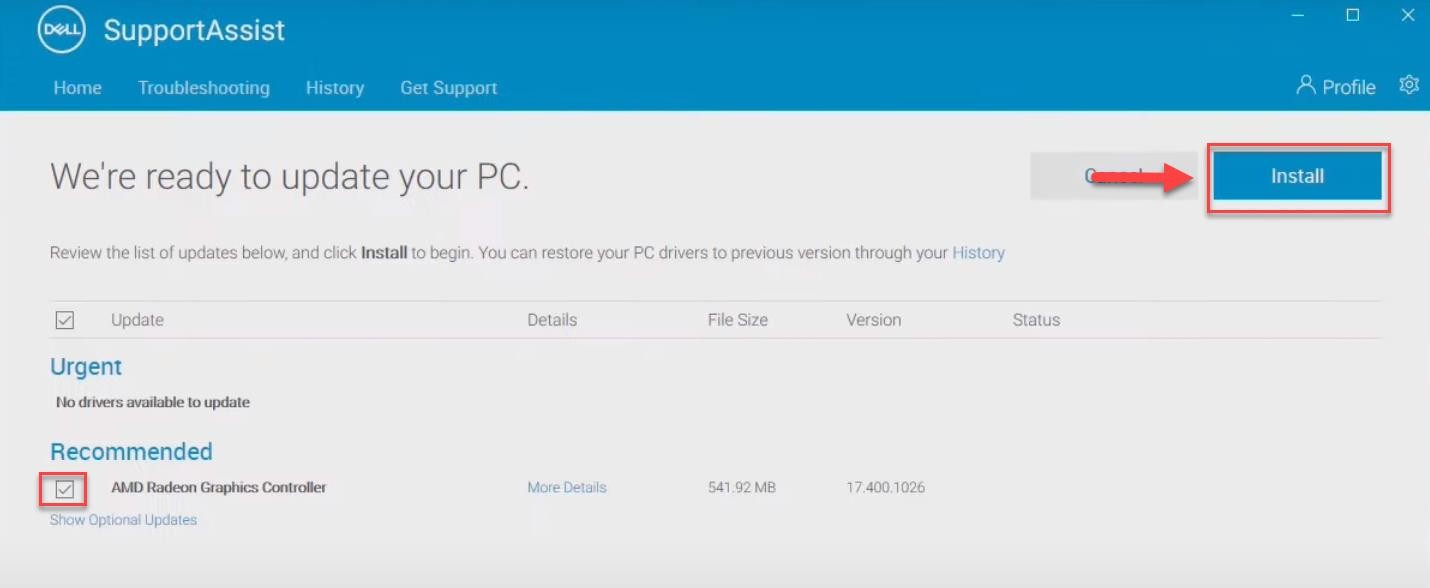 DELL SupportAssist
Home Troubleshooting History Get Support Profile
We're ready to update your PC.
Cancel Install
Review the list of updates below, and click Install to begin. You can restore your PC drivers to previous version through your History
Update Details File Size Version Status
Urgent
No drivers available to update
Recommended
AMD Radeon Graphics Controller More Details 541.92 MB 17.400.1026
Show Optional Updates